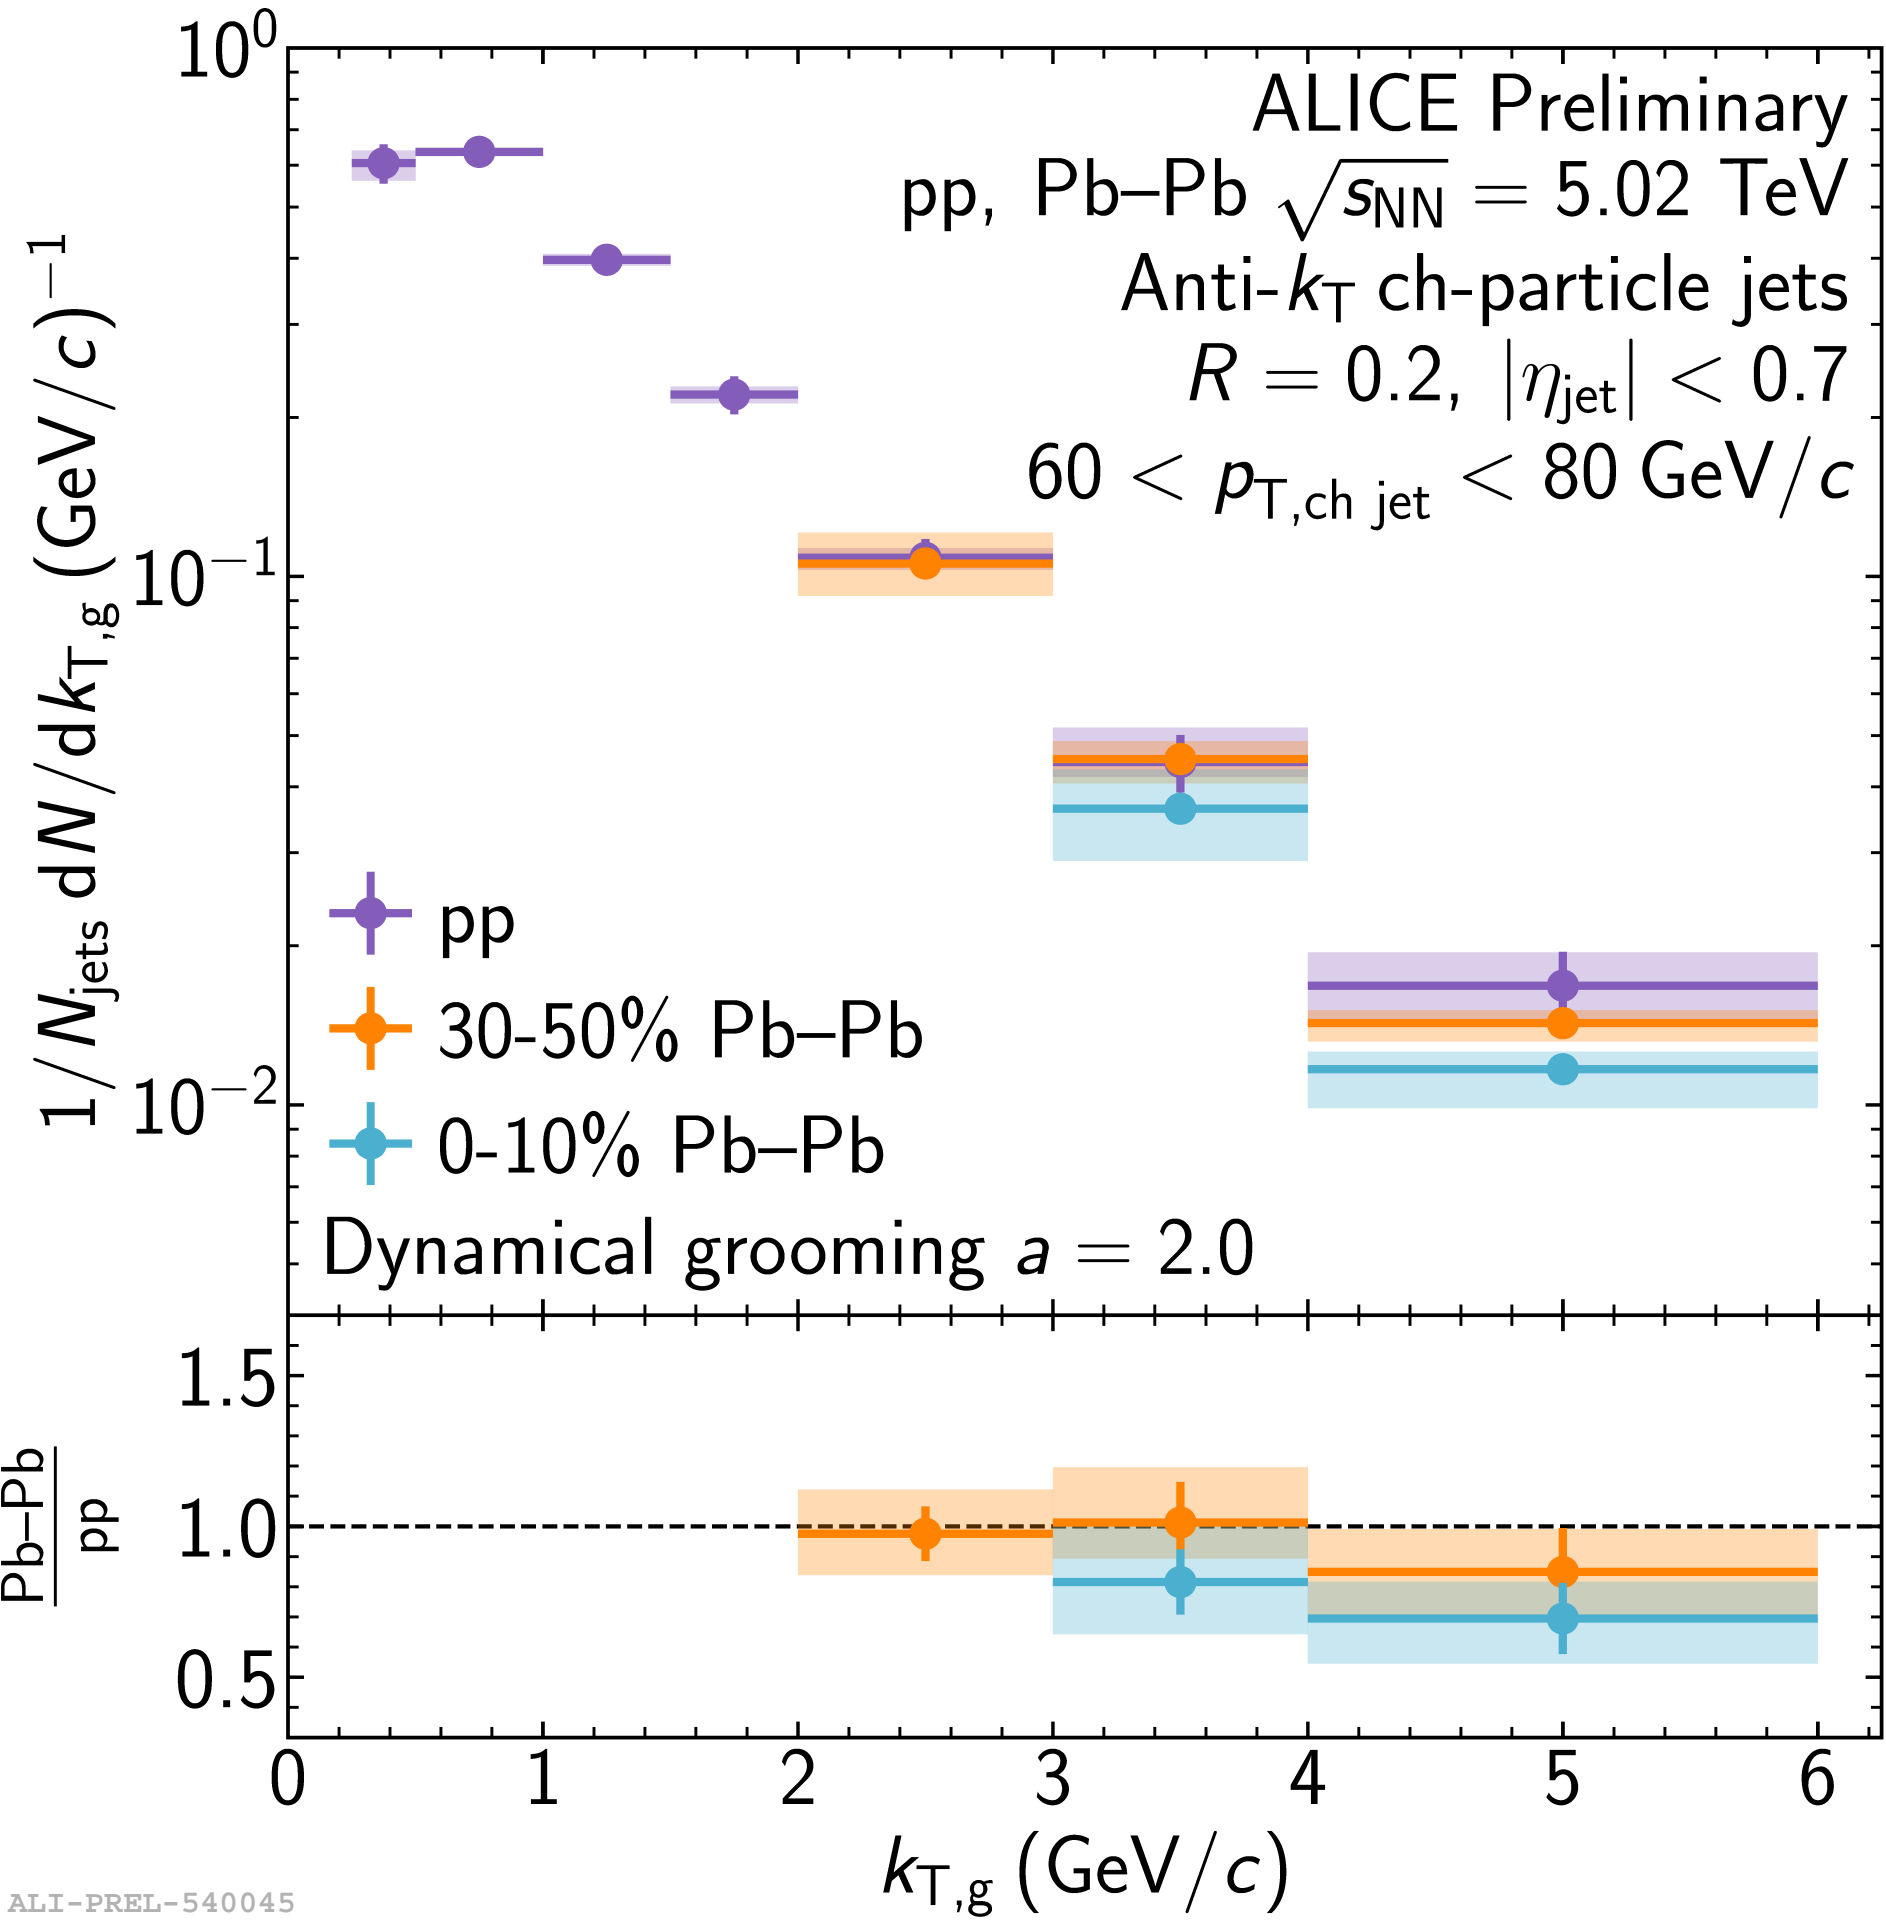 ALICE Preliminary
pp, Pb–Pb √sNN = 5.02 TeV
Anti-kT ch-particle jets
R = 0.2, |ηjet| < 0.7
60 < pT,ch jet < 80 GeV/c
10⁰
10⁻¹
10⁻²
1/Njets dN/dkT,g (GeV/c)⁻¹
pp
30-50% Pb–Pb
0-10% Pb–Pb
Dynamical grooming a = 2.0
1.5
1.0
0.5
Pb–Pb
pp
0 1 2 3 4 5 6
kT,g (GeV/c)
ALI-PREL-540045